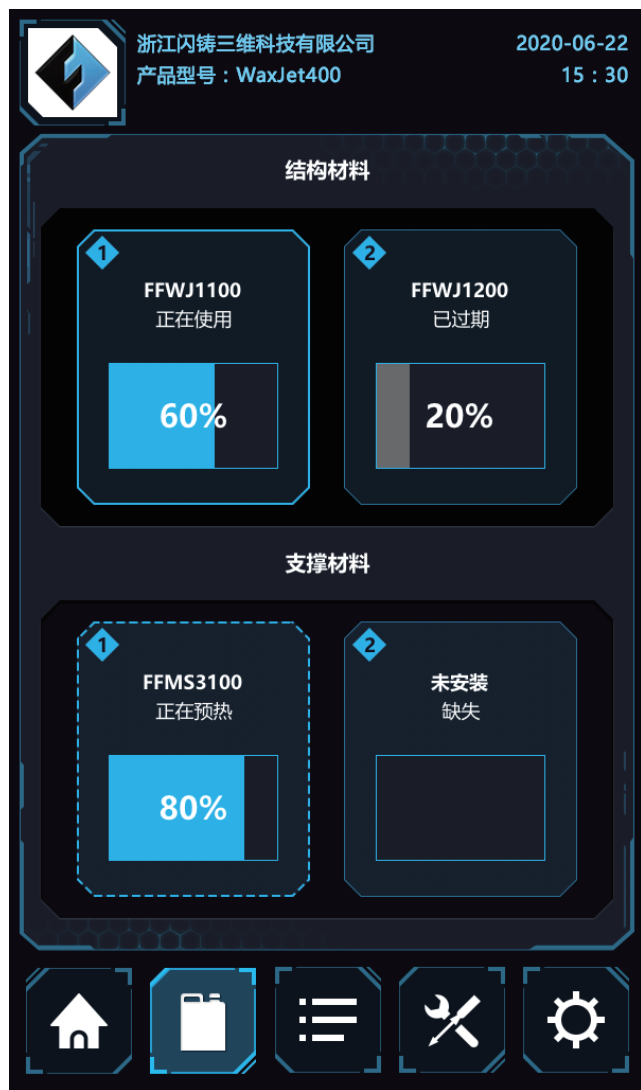 浙江闪铸三维科技有限公司
2020-06-22
产品型号：WaxJet400
15：30
结构材料
1
2
FFWJ1100
FFWJ1200
正在使用
已过期
60%
20%
支撑材料
1
2
FFMS3100
未安装
正在预热
缺失
80%